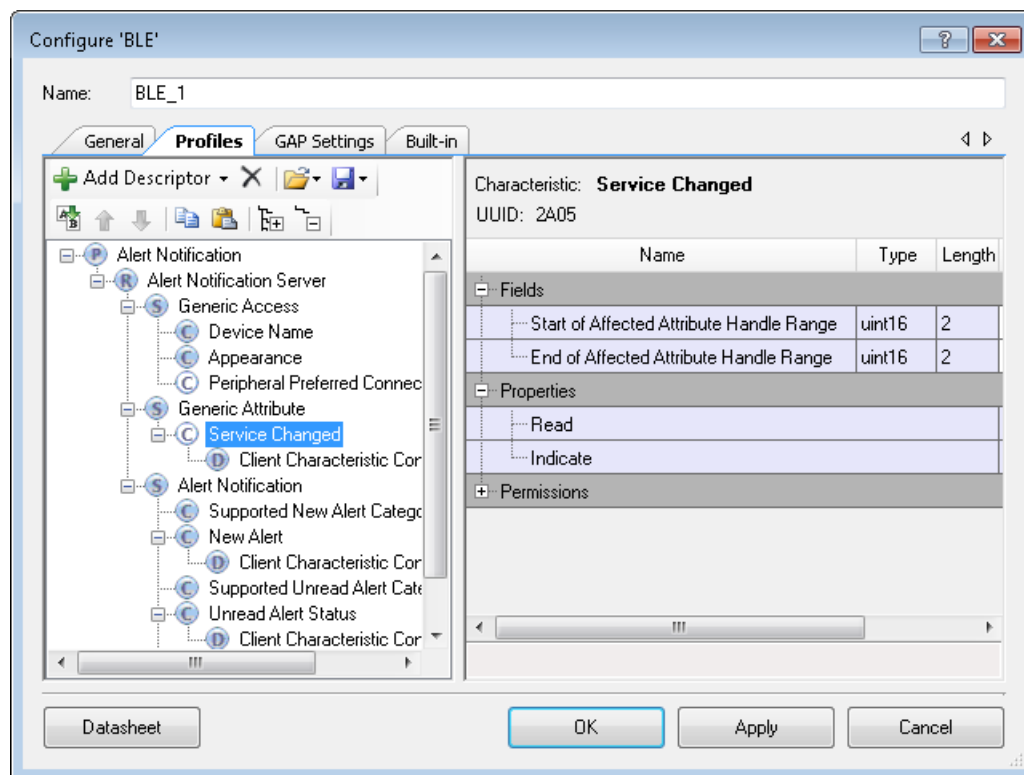 Configure 'BLE'
Name: BLE_1
General Profiles GAP Settings Built-in
Add Descriptor
Characteristic: Service Changed
UUID: 2A05
Name Type Length
Fields
Start of Affected Attribute Handle Range uint16 2
End of Affected Attribute Handle Range uint16 2
Properties
Read
Indicate
Permissions
P Alert Notification
R Alert Notification Server
S Generic Access
C Device Name
C Appearance
C Peripheral Preferred Connec
S Generic Attribute
C Service Changed
D Client Characteristic Cor
S Alert Notification
C Supported New Alert Catego
C New Alert
D Client Characteristic Cor
C Supported Unread Alert Cate
C Unread Alert Status
D Client Characteristic Cor
Datasheet OK Apply Cancel